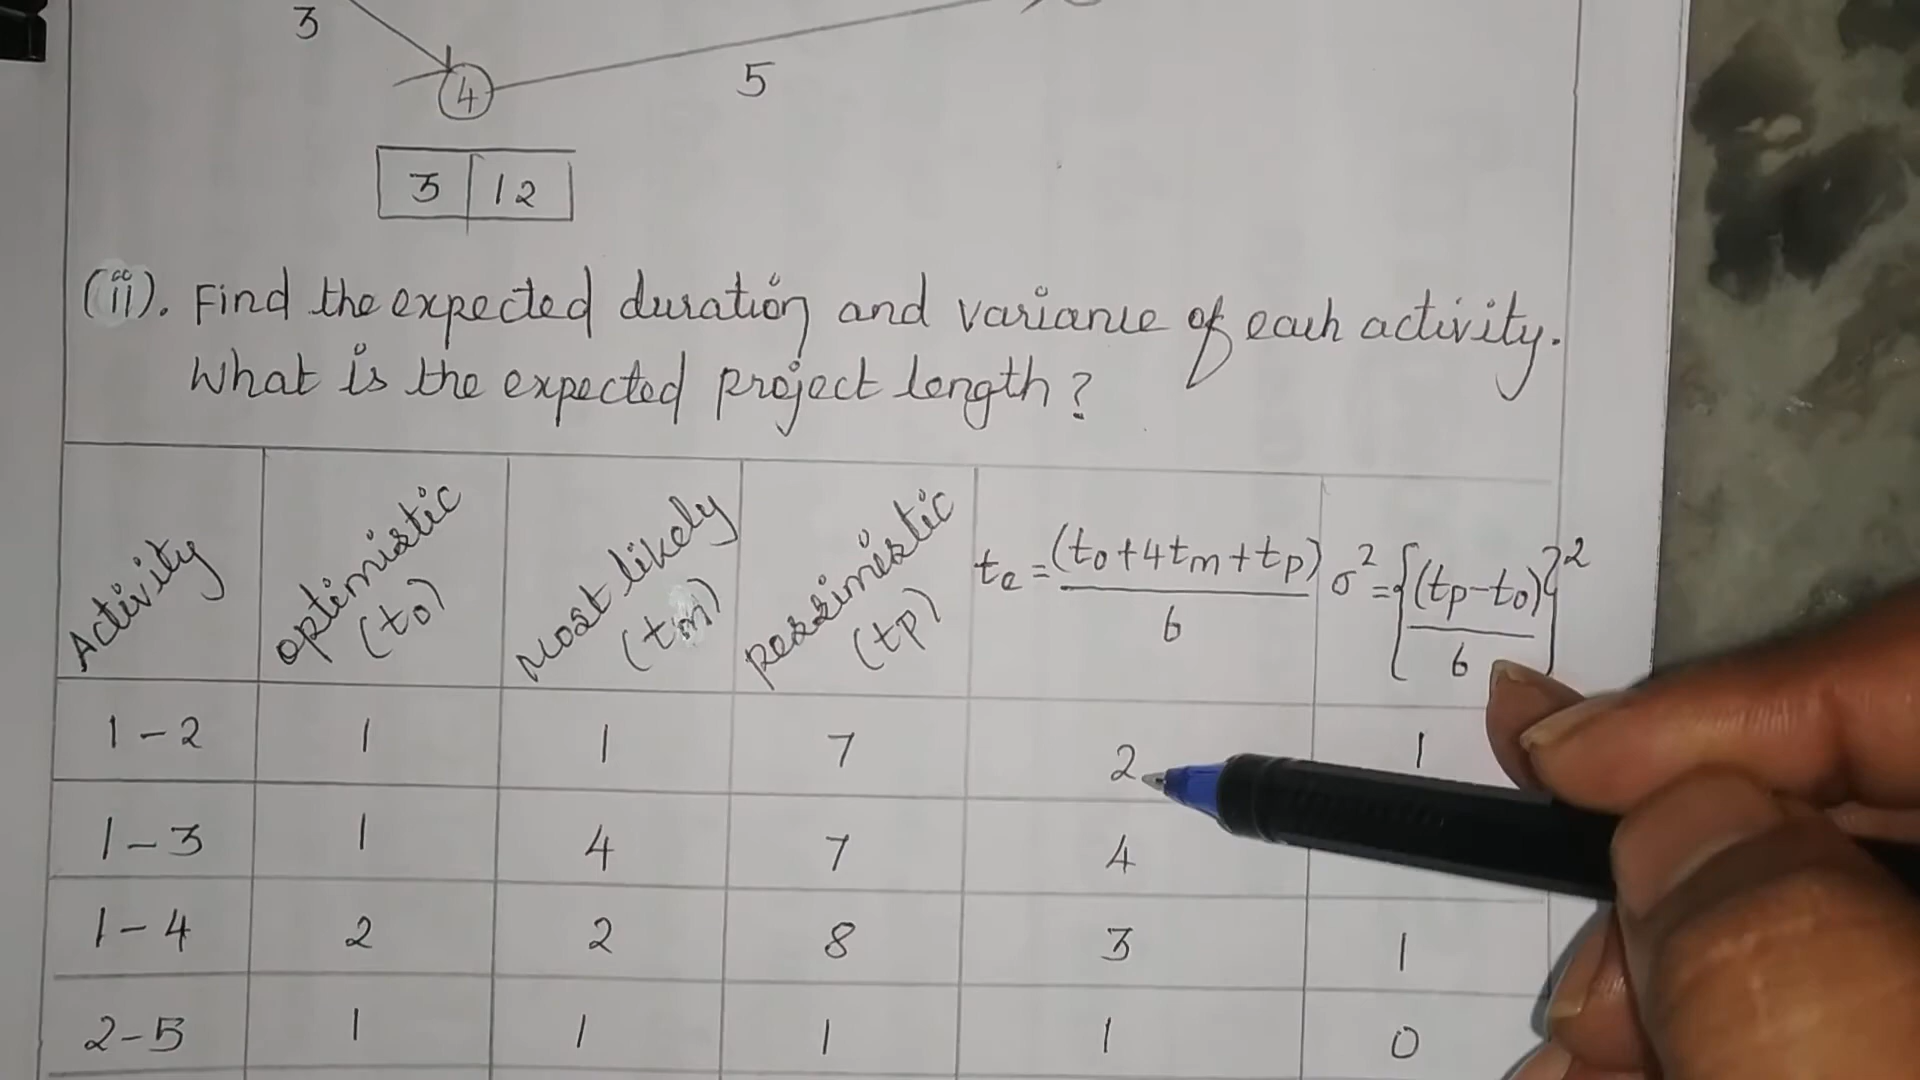 3
4
5
3 12
(ii). Find the expected duration and variance of each activity.
What is the expected project length?
Activity optimistic (to) Most likely (tm) pessimistic (tp) te = (to+4tm+tp) / 6 σ² = {(tp-to) / 6}²
1-2 1 1 7 2 1
1-3 1 4 7 4
1-4 2 2 8 3 1
2-5 1 1 1 1 0